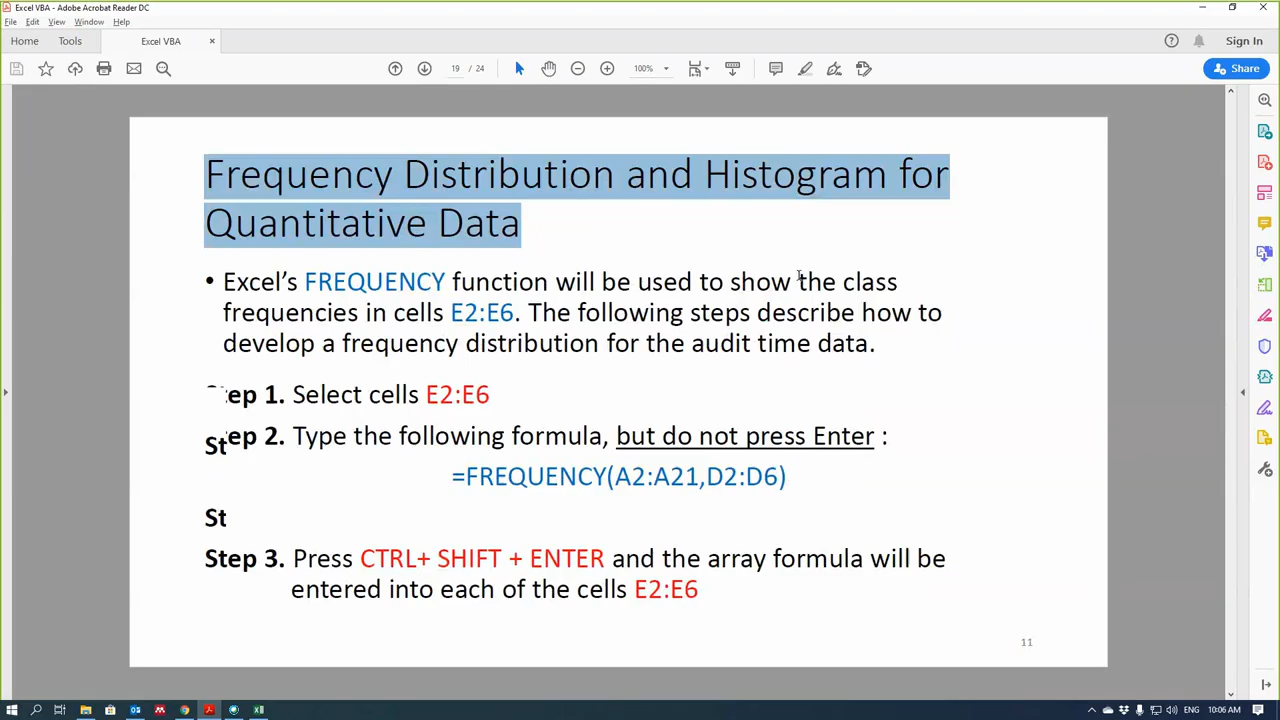 Excel VBA - Adobe Acrobat Reader DC
File Edit View Window Help
Home Tools Excel VBA × Sign In
19 / 24 100% Share
Frequency Distribution and Histogram for
Quantitative Data
• Excel's FREQUENCY function will be used to show the class
frequencies in cells E2:E6. The following steps describe how to
develop a frequency distribution for the audit time data.
ep 1. Select cells E2:E6
ep 2. Type the following formula, but do not press Enter :
St
=FREQUENCY(A2:A21,D2:D6)
St
Step 3. Press CTRL+ SHIFT + ENTER and the array formula will be
entered into each of the cells E2:E6
11
ENG 10:06 AM